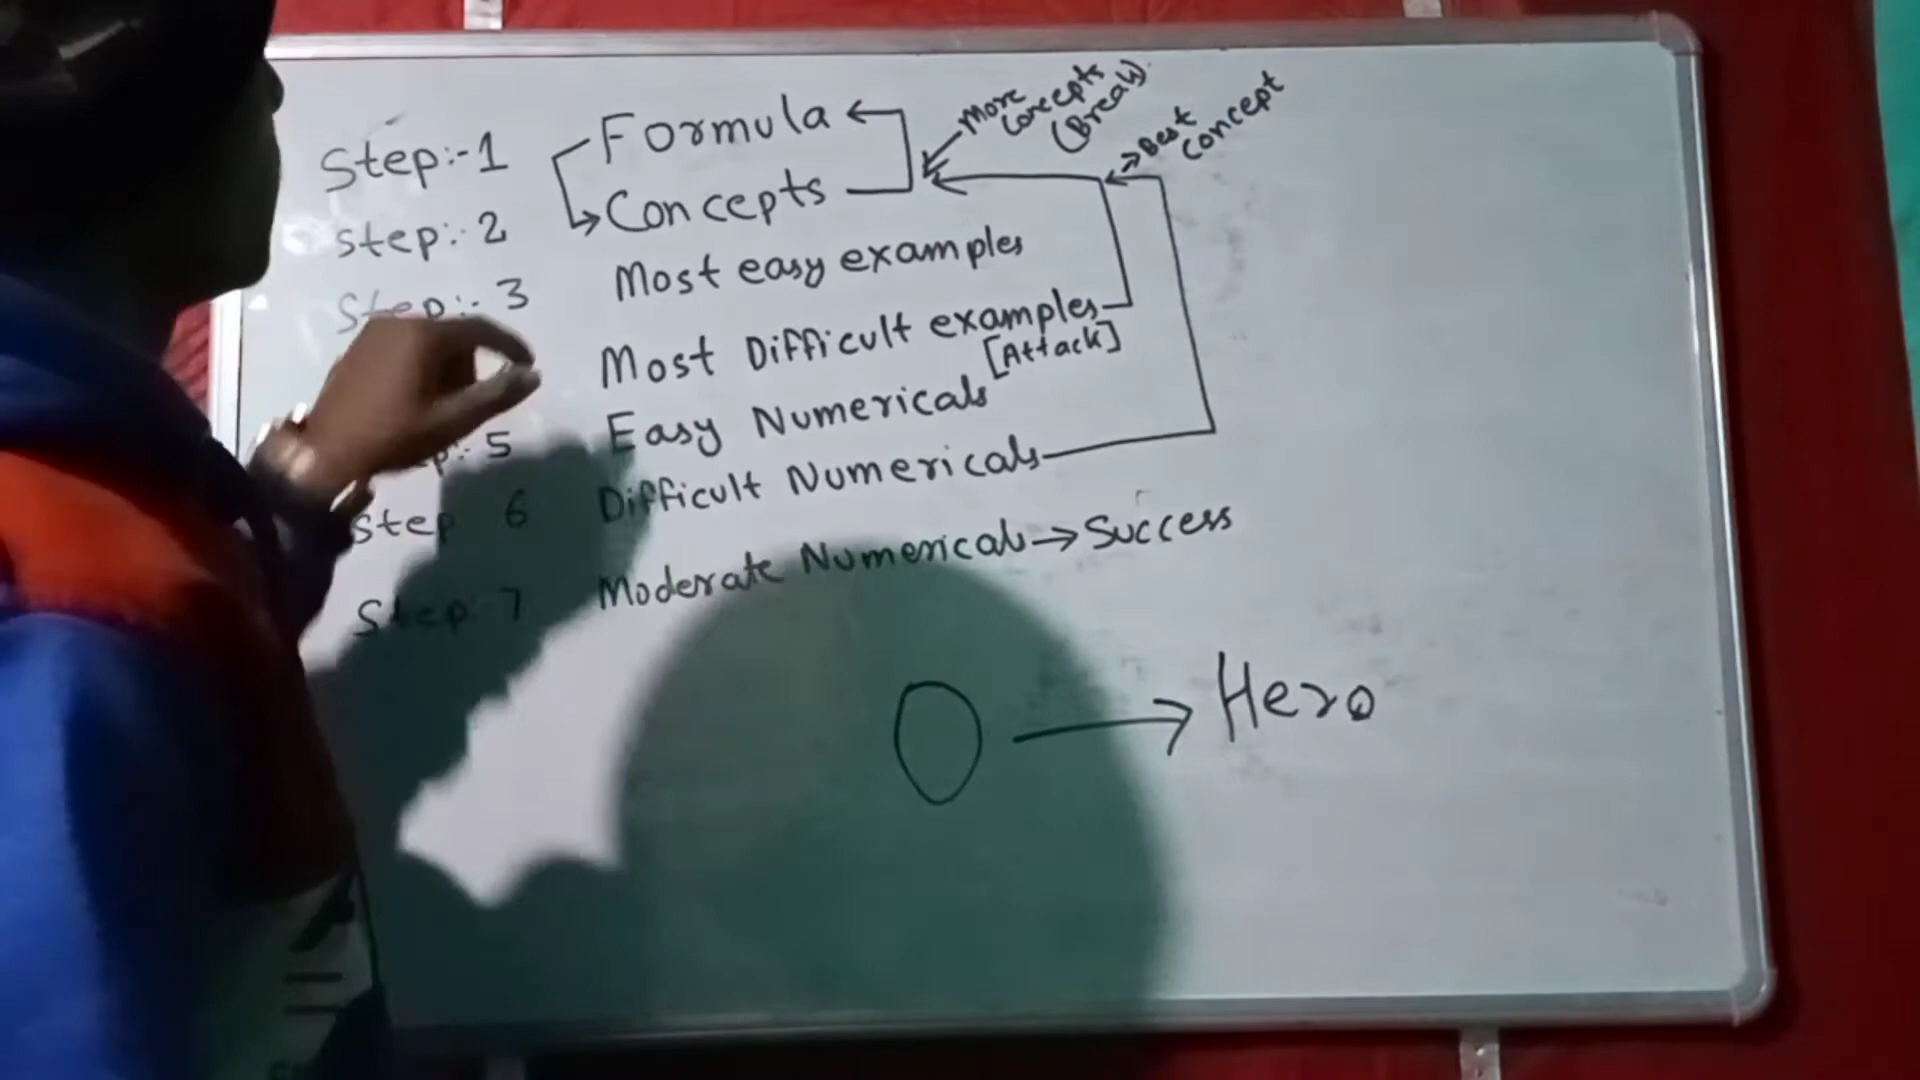 Step:-1 Formula ←
Step:-2 → Concepts
More Concepts (Break)
→ Best Concept
Step:-3 Most easy examples
Most Difficult examples
[Attack]
5 Easy Numericals
Step 6 Difficult Numericals
Step:-7 Moderate Numericals → Success
0 → Hero